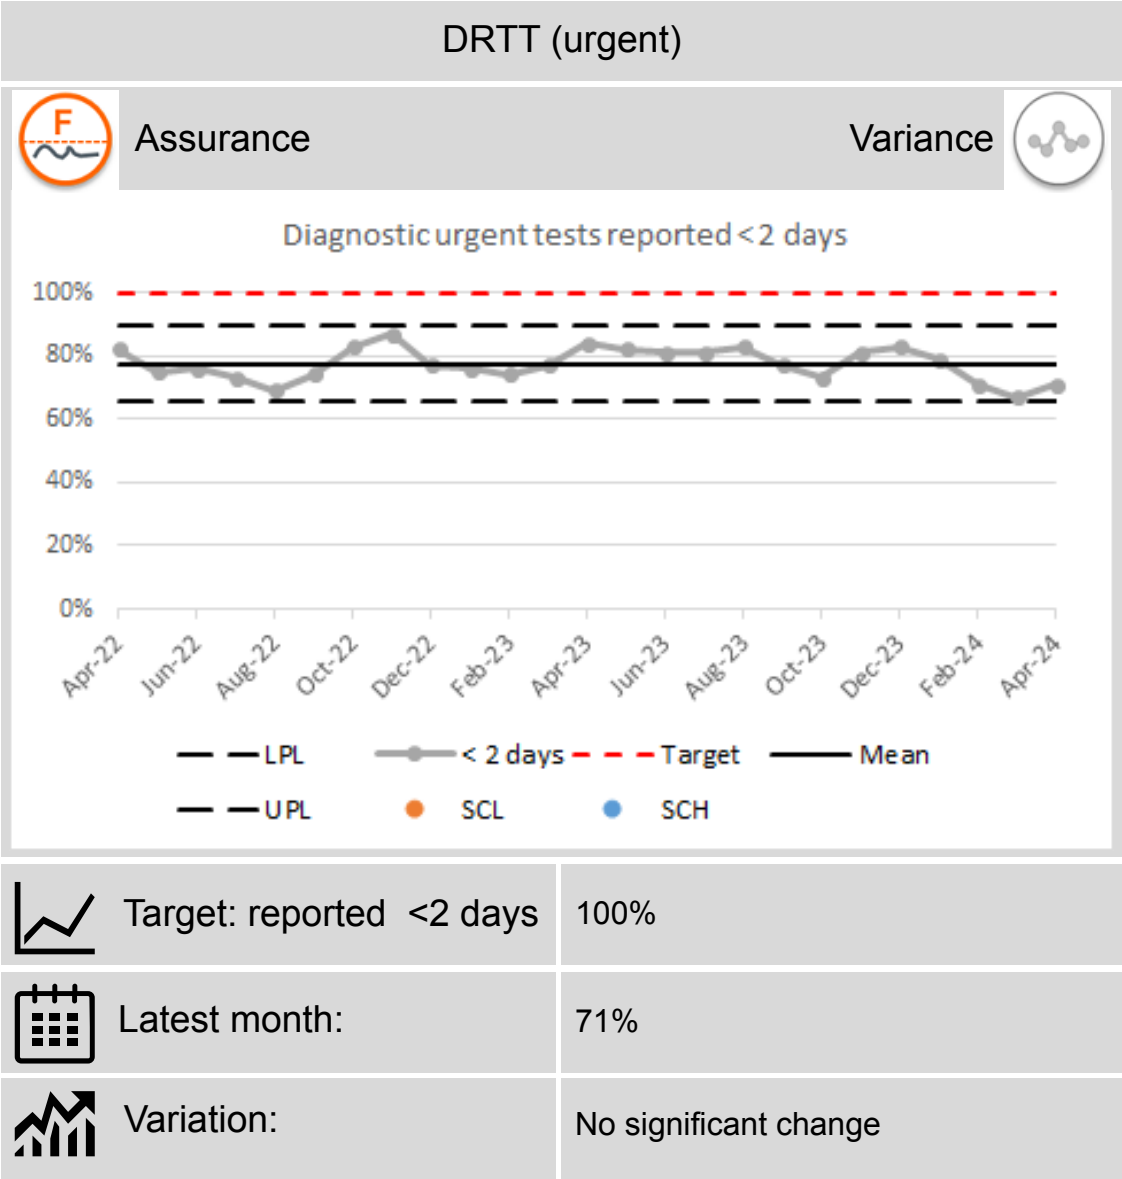 DRTT (urgent)
F
Assurance
Variance
Diagnostic urgent tests reported < 2 days
100%
80%
60%
40%
20%
0%
Apr-22
Jun-22
Aug-22
Oct-22
Dec-22
Feb-23
Apr-23
Jun-23
Aug-23
Oct-23
Dec-23
Feb-24
Apr-24
LPL
< 2 days
Target
Mean
UPL
SCL
SCH
Target: reported <2 days
100%
Latest month:
71%
Variation:
No significant change